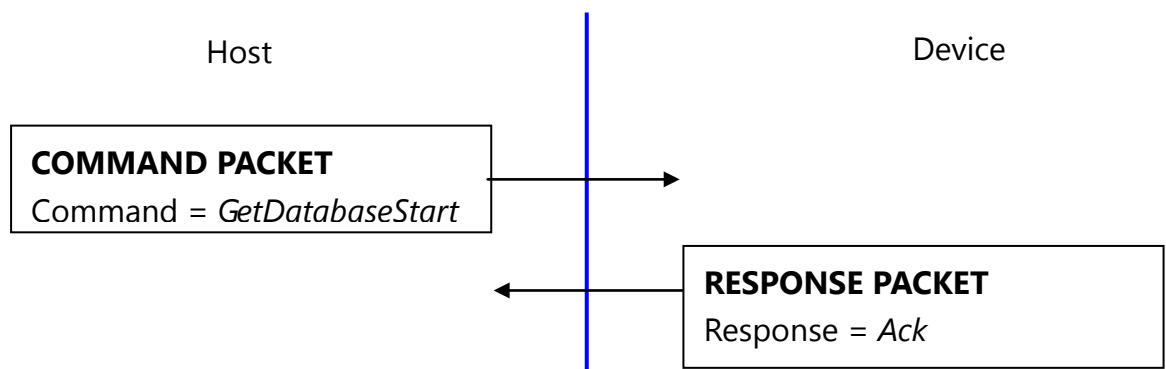 Host
Device
COMMAND PACKET
Command = GetDatabaseStart
RESPONSE PACKET
Response = Ack